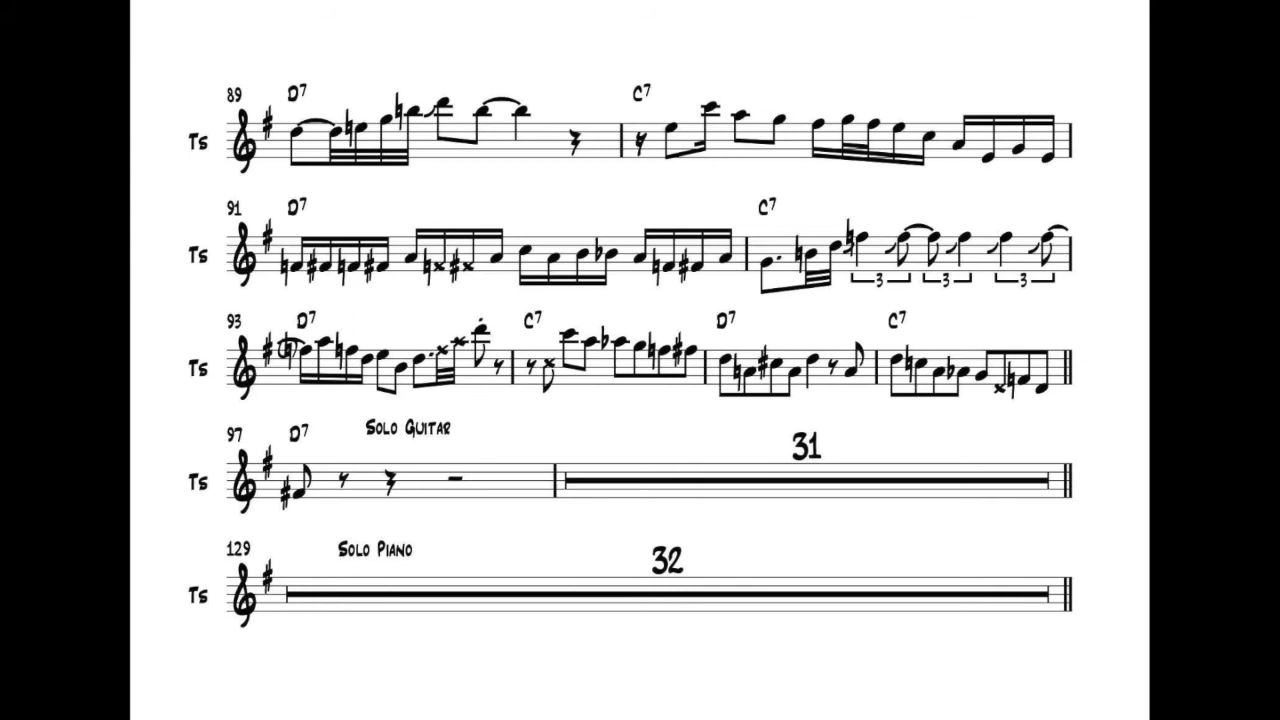 89 D7 C7
Ts
91 D7 C7
Ts
3 3 3
93 D7 C7 D7 C7
Ts
97 D7 Solo Guitar 31
Ts
129 Solo Piano 32
Ts